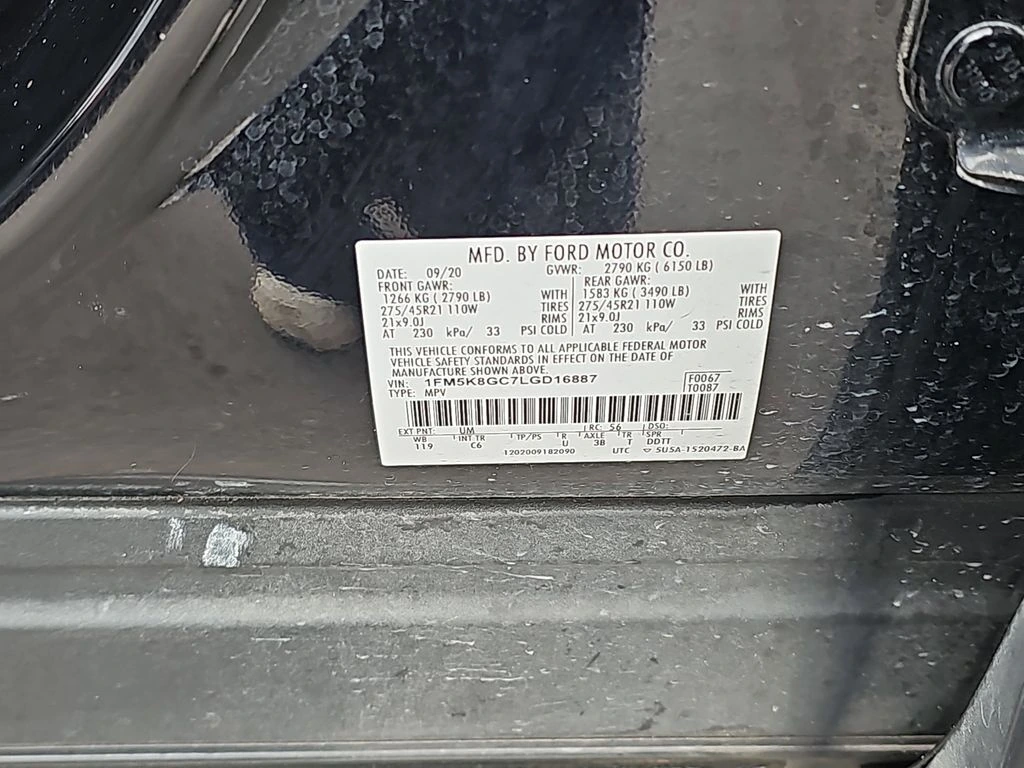 MFD. BY FORD MOTOR CO.
DATE: 09/20 GVWR: 2790 KG ( 6150 LB)
FRONT GAWR: REAR GAWR:
1266 KG ( 2790 LB) WITH 1583 KG ( 3490 LB) WITH
275/45R21 110W TIRES 275/45R21 110W TIRES
21x9.0J RIMS 21x9.0J RIMS
AT 230 kPa/ 33 PSI COLD AT 230 kPa/ 33 PSI COLD
THIS VEHICLE CONFORMS TO ALL APPLICABLE FEDERAL MOTOR
VEHICLE SAFETY STANDARDS IN EFFECT ON THE DATE OF
MANUFACTURE SHOWN ABOVE.
VIN: 1FM5K8GC7LGD16887 F0067
TYPE: MPV T0087
EXT PNT: UM RC: 56 DSO:
WB INT TR TP/PS R AXLE TR SPR
119 C6 U 3B T DDTT
1202009182090 UTC 5U5A-1520472-BA